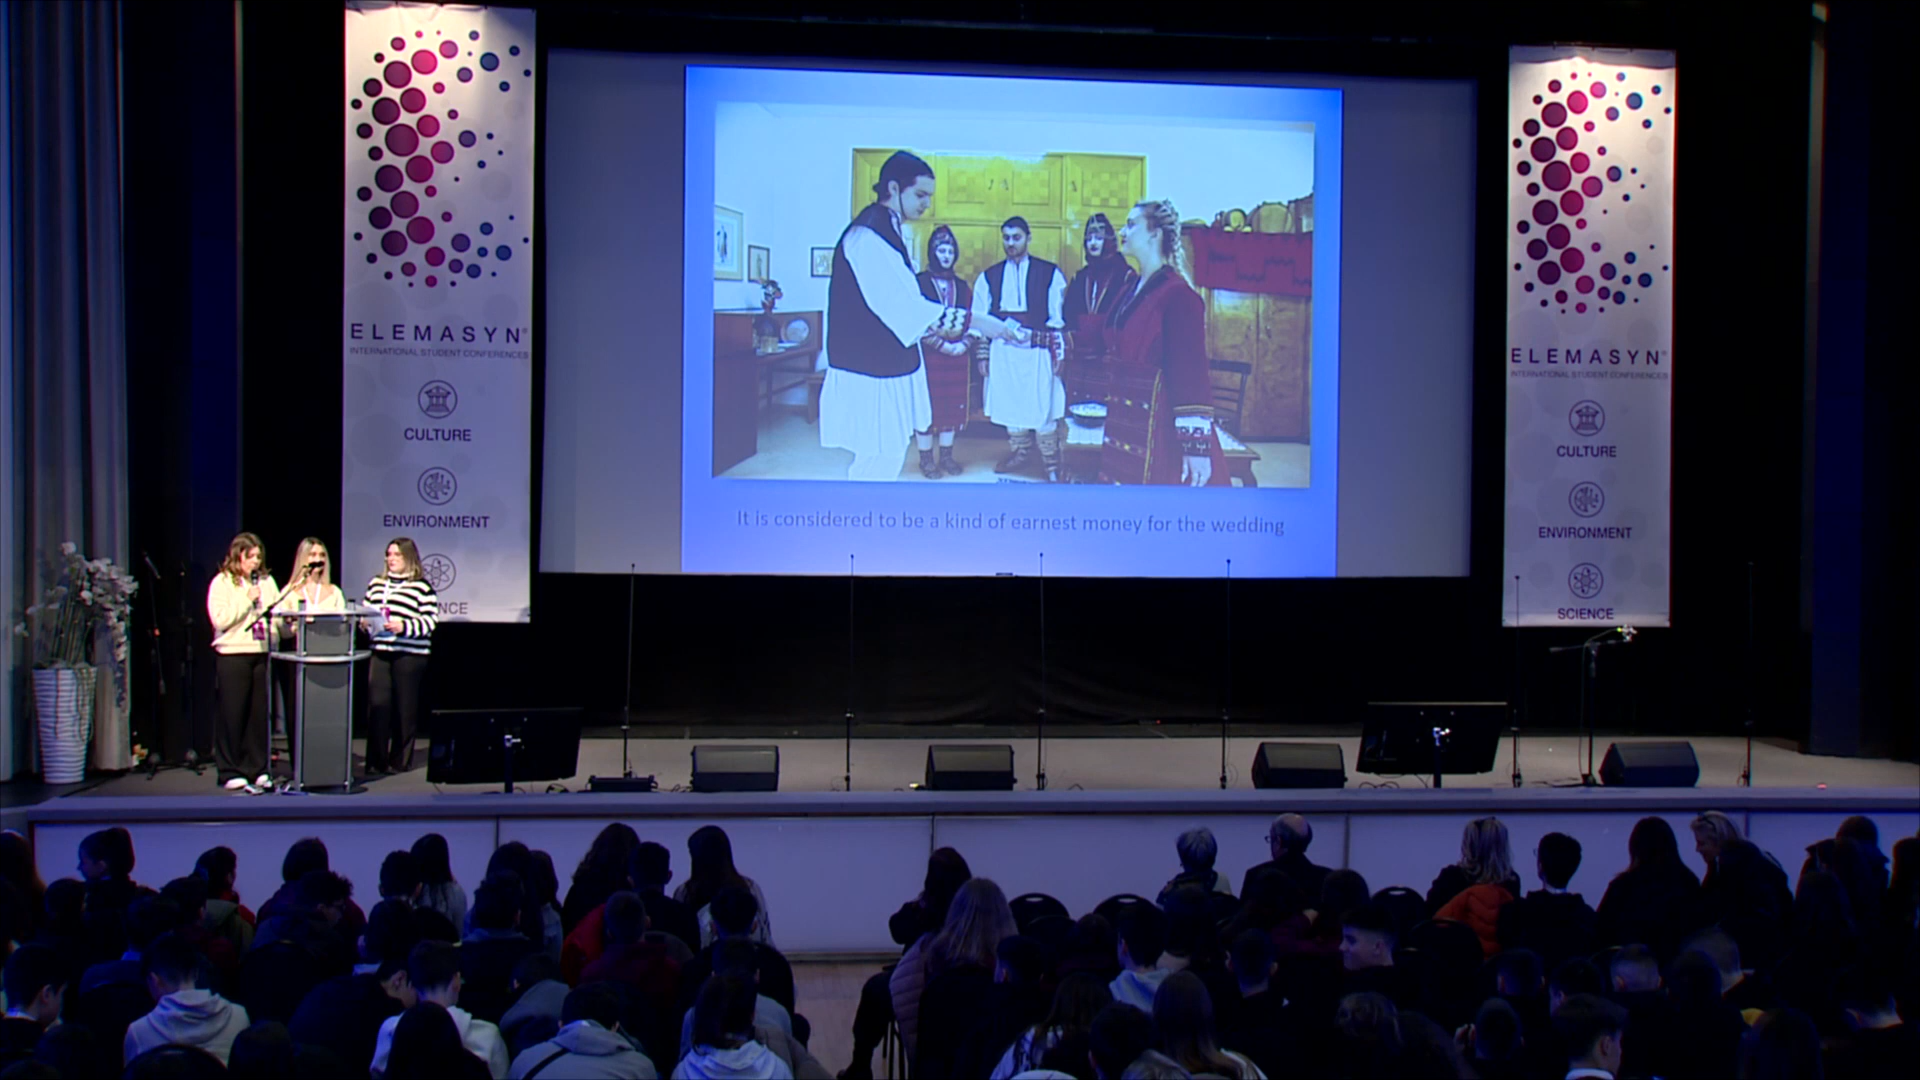 ELEMASYN®
INTERNATIONAL STUDENT CONFERENCES
CULTURE
ENVIRONMENT
NCE
It is considered to be a kind of earnest money for the wedding
ELEMASYN®
INTERNATIONAL STUDENT CONFERENCES
CULTURE
ENVIRONMENT
SCIENCE